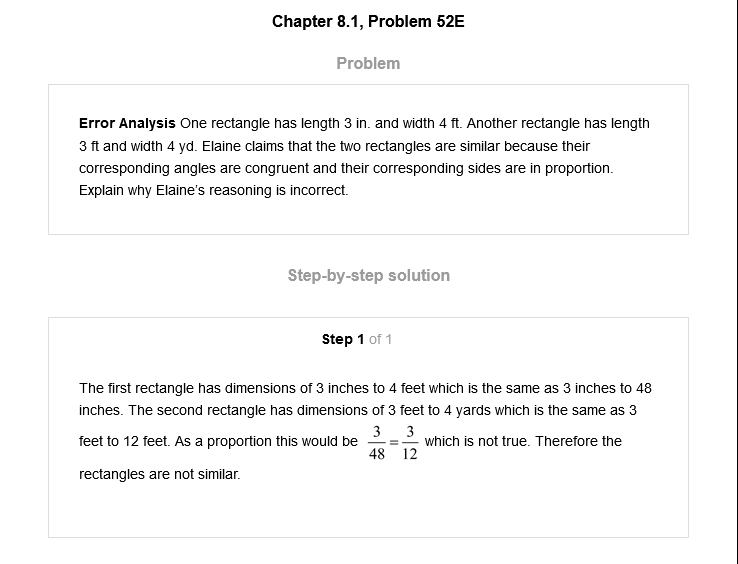 Chapter 8.1, Problem 52E
Problem
Error Analysis One rectangle has length 3 in. and width 4 ft. Another rectangle has length
3 ft and width 4 yd. Elaine claims that the two rectangles are similar because their
corresponding angles are congruent and their corresponding sides are in proportion.
Explain why Elaine's reasoning is incorrect.
Step-by-step solution
Step 1 of 1
The first rectangle has dimensions of 3 inches to 4 feet which is the same as 3 inches to 48
inches. The second rectangle has dimensions of 3 feet to 4 yards which is the same as 3
feet to 12 feet. As a proportion this would be 3/48 = 3/12 which is not true. Therefore the
rectangles are not similar.